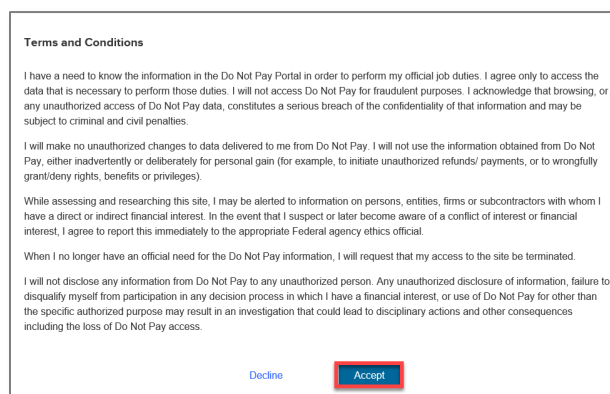 Terms and Conditions
I have a need to know the information in the Do Not Pay Portal in order to perform my official job duties. I agree only to access the
data that is necessary to perform those duties. I will not access Do Not Pay for fraudulent purposes. I acknowledge that browsing, or
any unauthorized access of Do Not Pay data, constitutes a serious breach of the confidentiality of that information and may be
subject to criminal and civil penalties.
I will make no unauthorized changes to data delivered to me from Do Not Pay. I will not use the information obtained from Do Not
Pay, either inadvertently or deliberately for personal gain (for example, to initiate unauthorized refunds/ payments, or to wrongfully
grant/deny rights, benefits or privileges).
While assessing and researching this site, I may be alerted to information on persons, entities, firms or subcontractors with whom I
have a direct or indirect financial interest. In the event that I suspect or later become aware of a conflict of interest or financial
interest, I agree to report this immediately to the appropriate Federal agency ethics official.
When I no longer have an official need for the Do Not Pay information, I will request that my access to the site be terminated.
I will not disclose any information from Do Not Pay to any unauthorized person. Any unauthorized disclosure of information, failure to
disqualify myself from participation in any decision process in which I have a financial interest, or use of Do Not Pay for other than
the specific authorized purpose may result in an investigation that could lead to disciplinary actions and other consequences
including the loss of Do Not Pay access.
Decline Accept